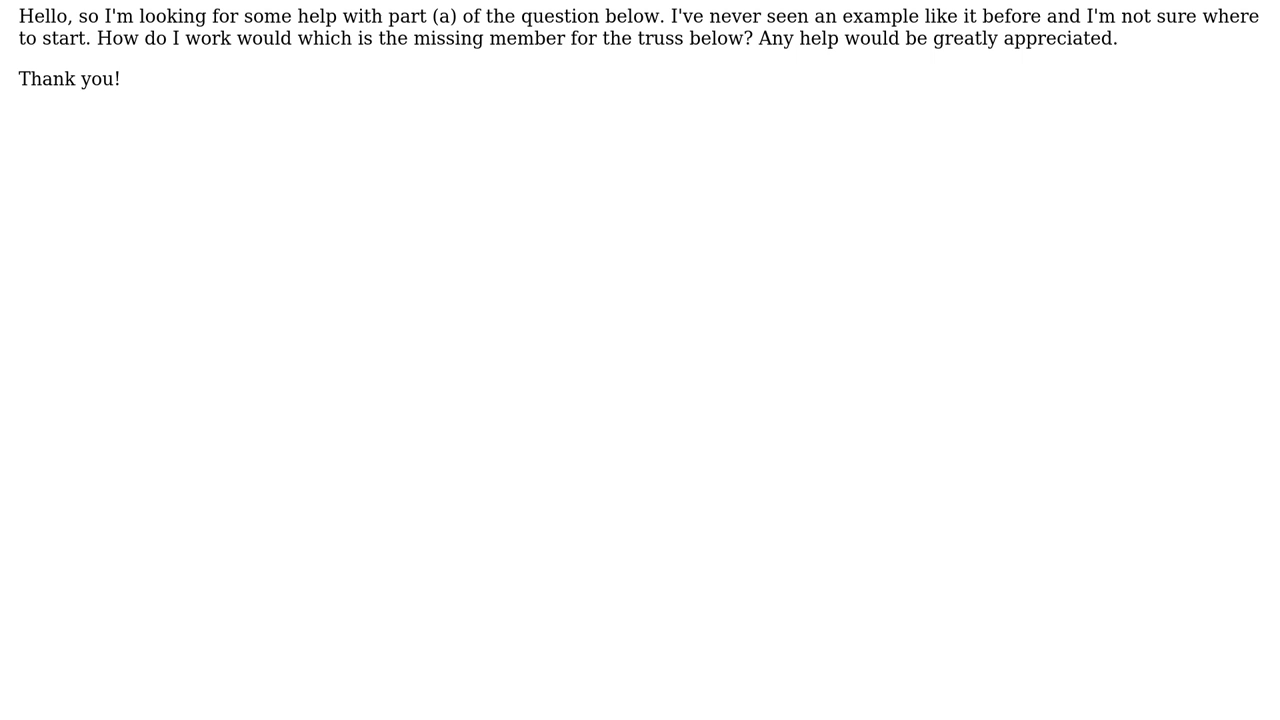 Hello, so I'm looking for some help with part (a) of the question below. I've never seen an example like it before and I'm not sure where
to start. How do I work would which is the missing member for the truss below? Any help would be greatly appreciated.
Thank you!